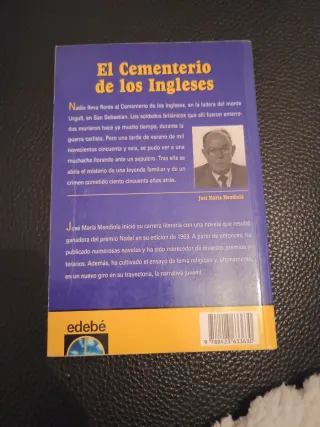 El Cementerio
de los Ingleses
Nadie lleva flores al Cementerio de los Ingleses, en la ladera del monte
Urgull, en San Sebastián. Los soldados británicos que allí fueron enterra-
dos murieron hace ya mucho tiempo, durante la
guerra carlista. Pero una tarde de verano de mil
novecientos cincuenta y seis, se pudo ver a una
muchacha llorando ante un sepulcro. Tras ella se
abría el misterio de una leyenda familiar y de un
crimen cometido ciento cincuenta años atrás.
José María Mendiola
José María Mendiola inició su carrera literaria con una novela que resultó
ganadora del premio Nadal en su edición de 1963. A partir de entonces, ha
publicado numerosas novelas y ha sido merecedor de diversos premios li-
terarios. Además, ha cultivado el ensayo de tema religioso y, últimamente,
en un nuevo giro en su trayectoria, la narrativa juvenil.
edebé
9 788423 633630